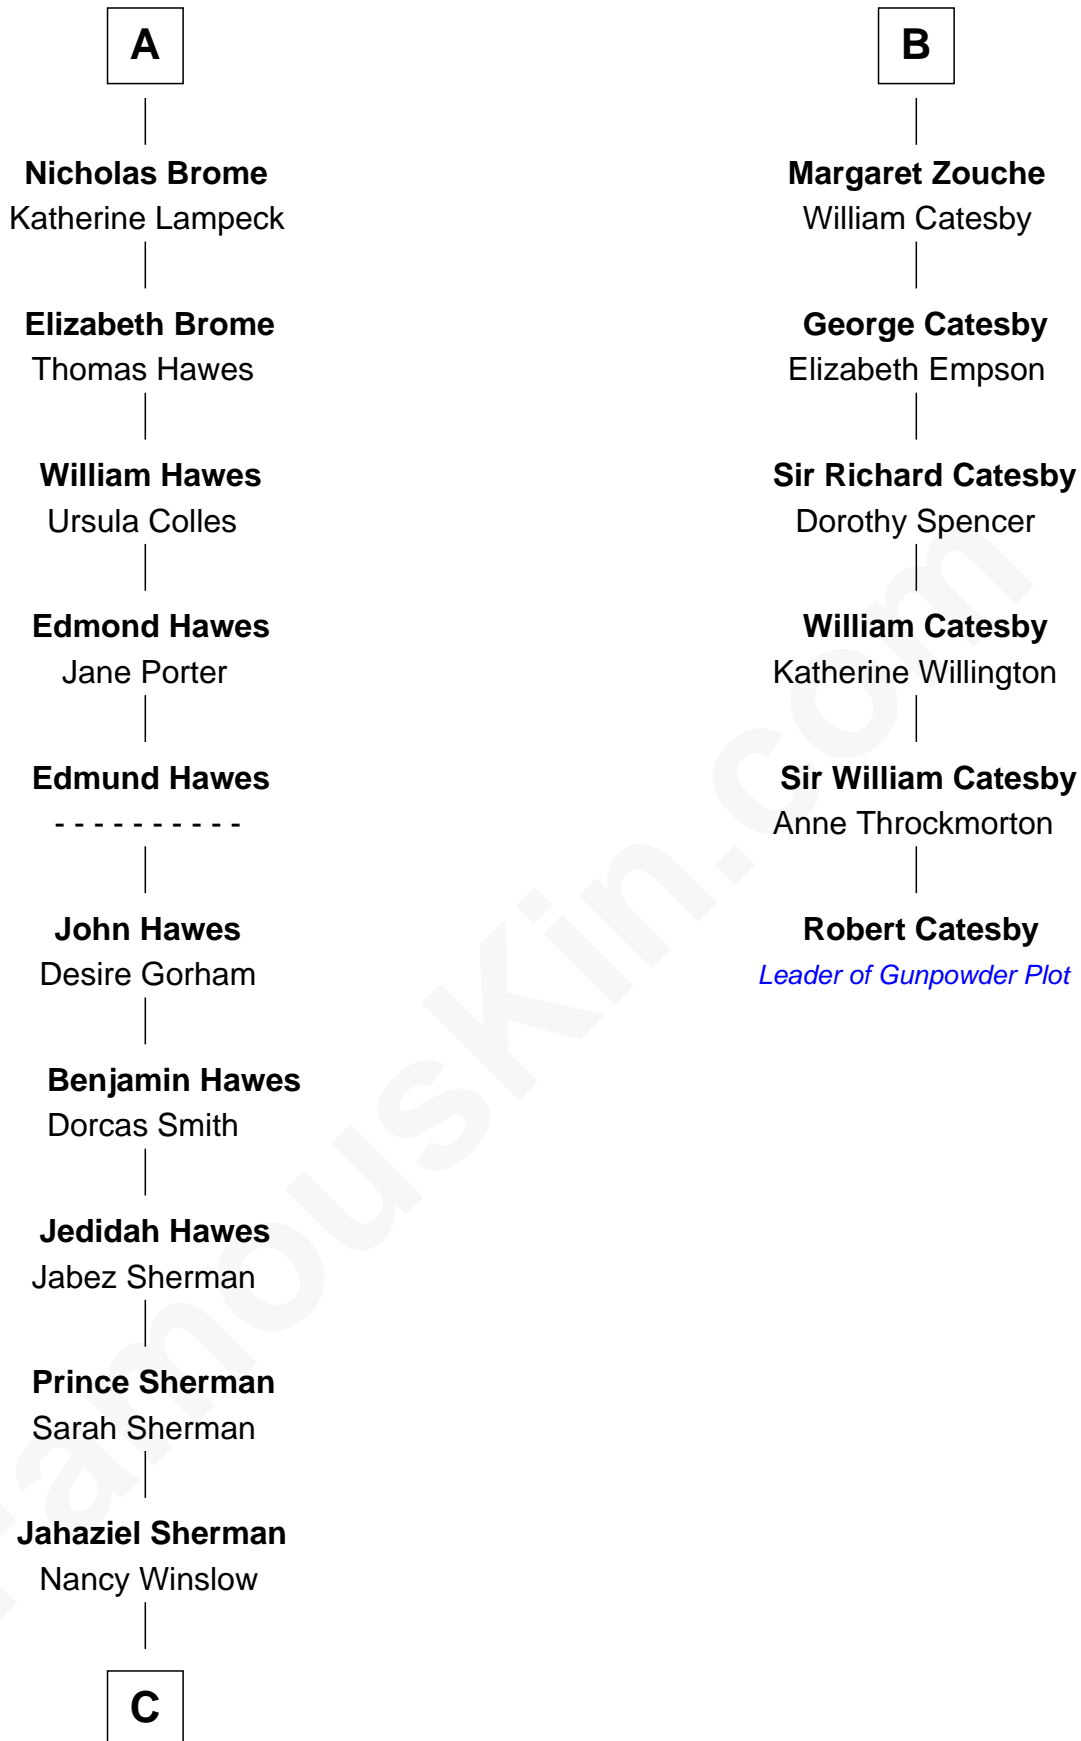 A
Nicholas Brome
Katherine Lampeck
Elizabeth Brome
Thomas Hawes
William Hawes
Ursula Colles
Edmond Hawes
Jane Porter
Edmund Hawes
- - - - - - - - - -
John Hawes
Desire Gorham
Benjamin Hawes
Dorcas Smith
Jedidah Hawes
Jabez Sherman
Prince Sherman
Sarah Sherman
Jahaziel Sherman
Nancy Winslow
C
B
Margaret Zouche
William Catesby
George Catesby
Elizabeth Empson
Sir Richard Catesby
Dorothy Spencer
William Catesby
Katherine Willington
Sir William Catesby
Anne Throckmorton
Robert Catesby
Leader of Gunpowder Plot
FamousKin.com